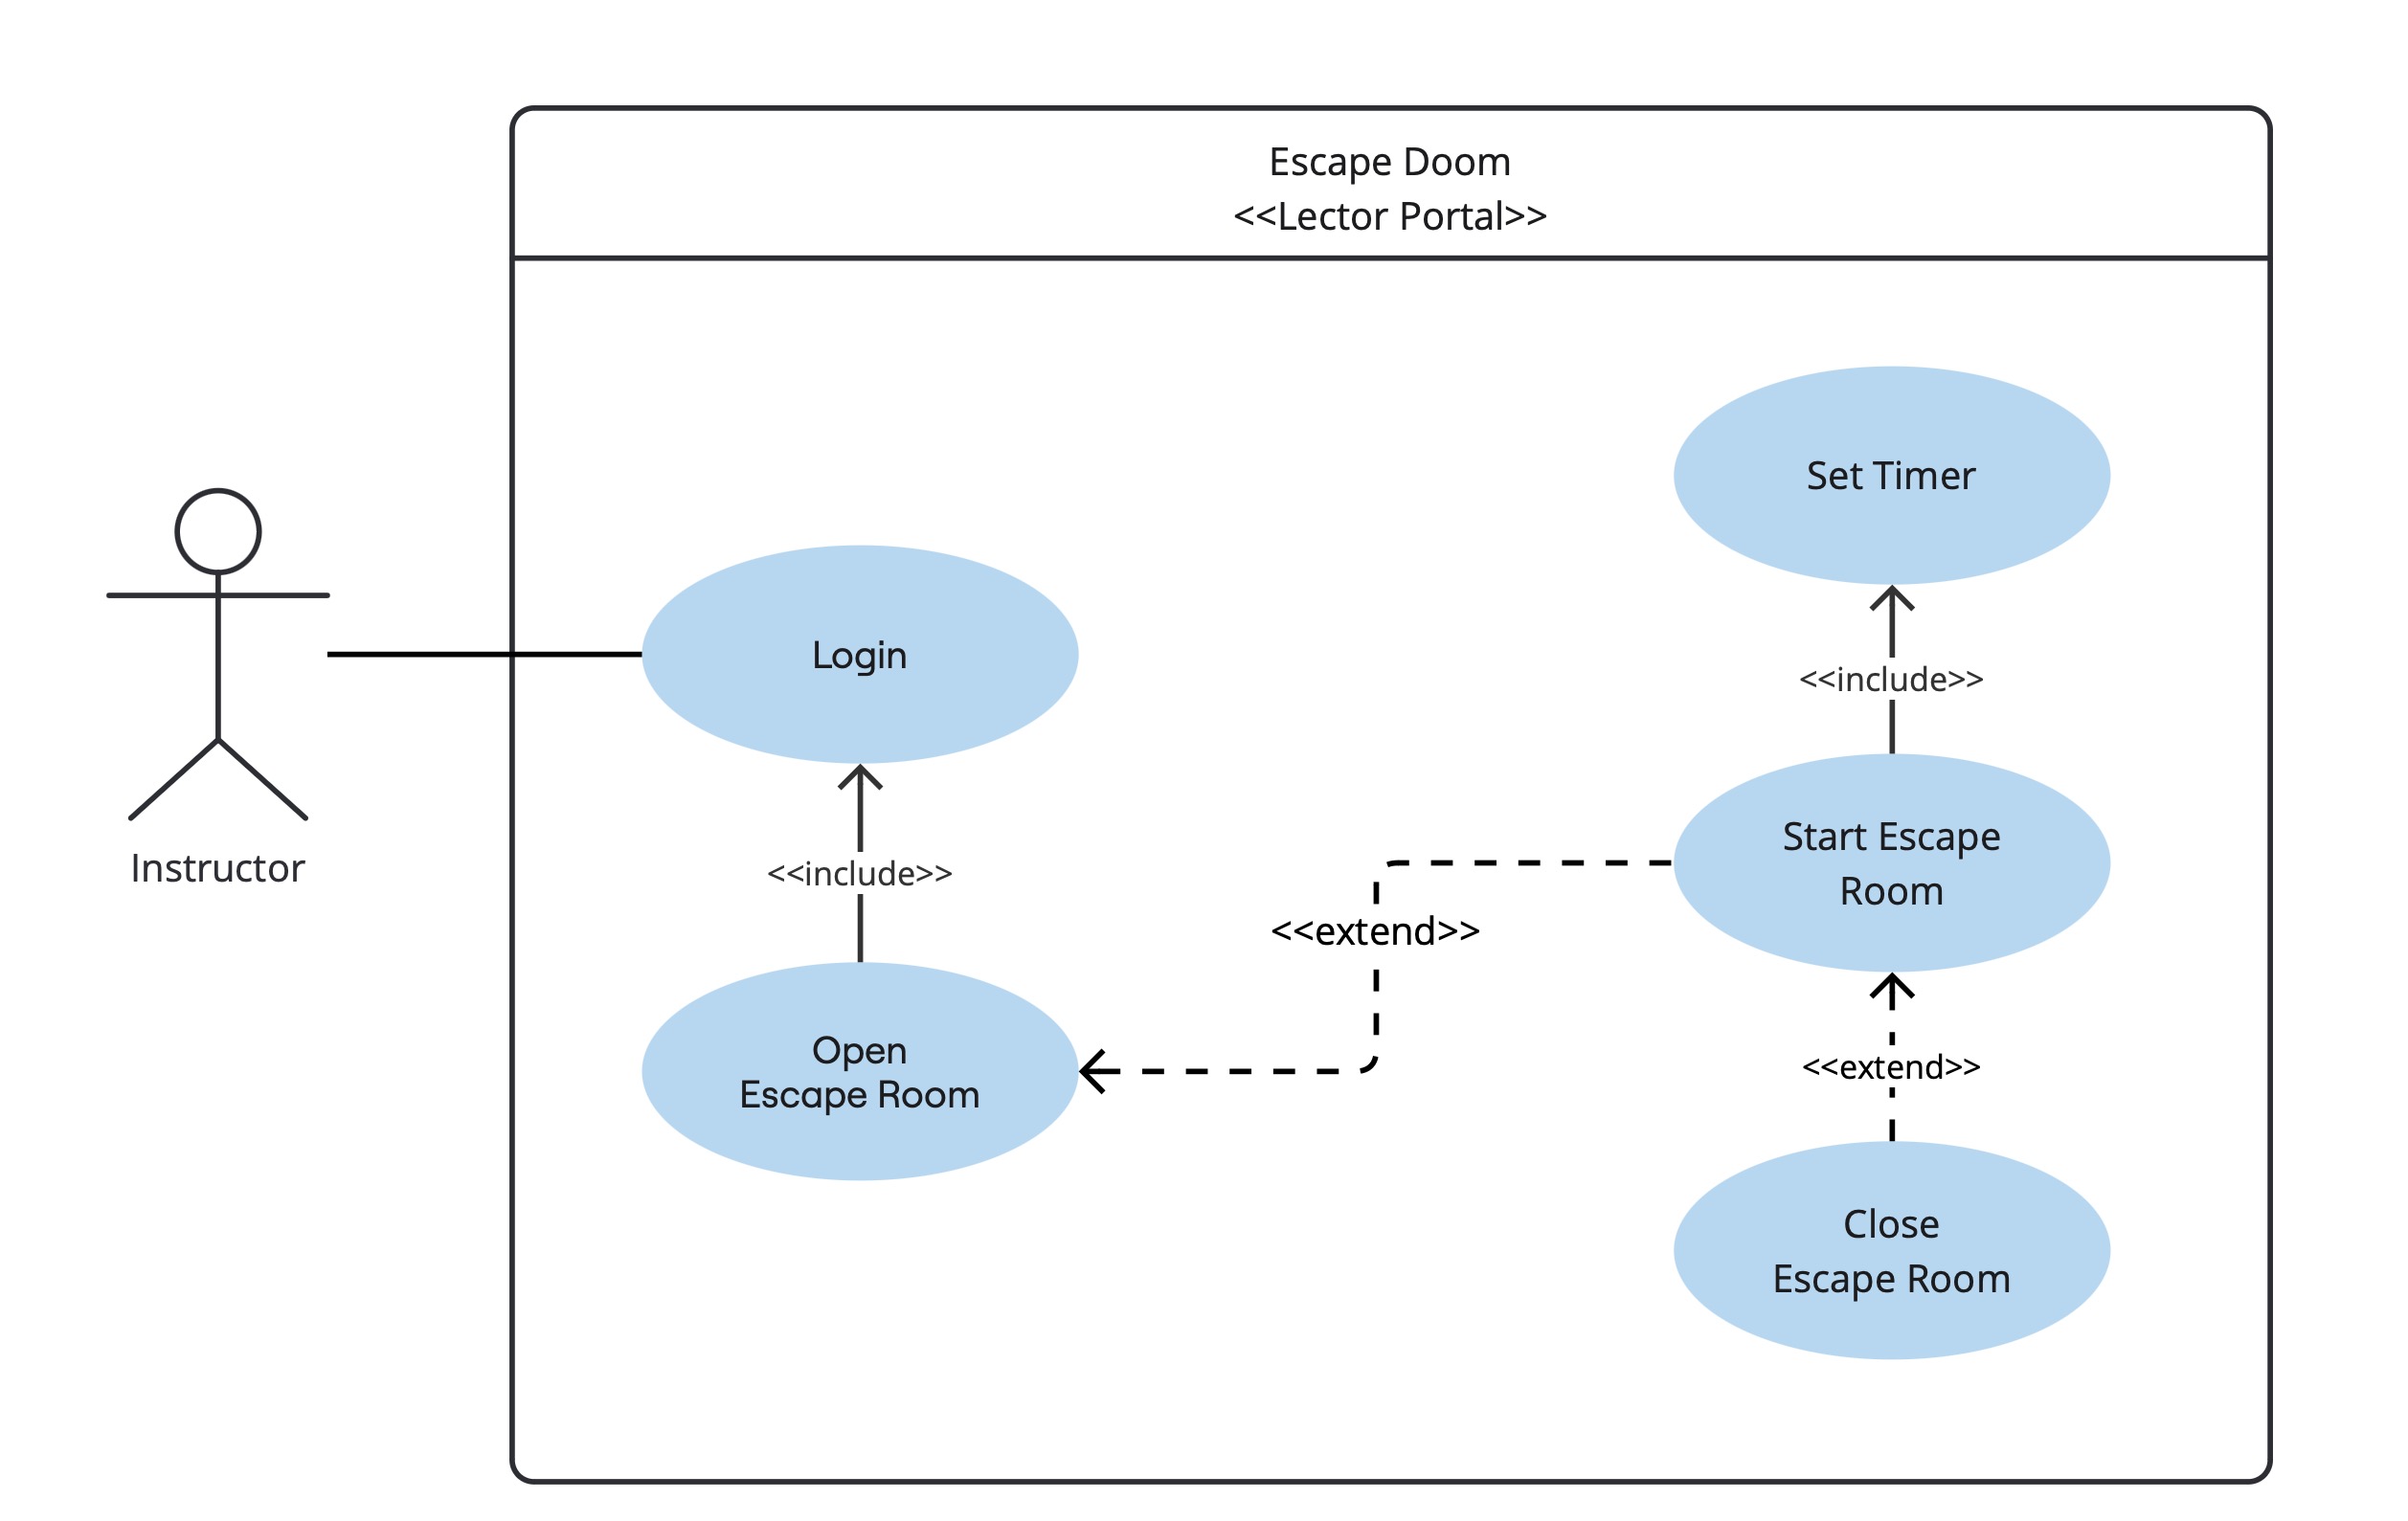 Escape Doom
<<Lector Portal>>
Set Timer
Login
<<include>>
Start Escape
Room
Instructor
<<include>>
<<extend>>
Open
Escape Room
<<extend>>
Close
Escape Room